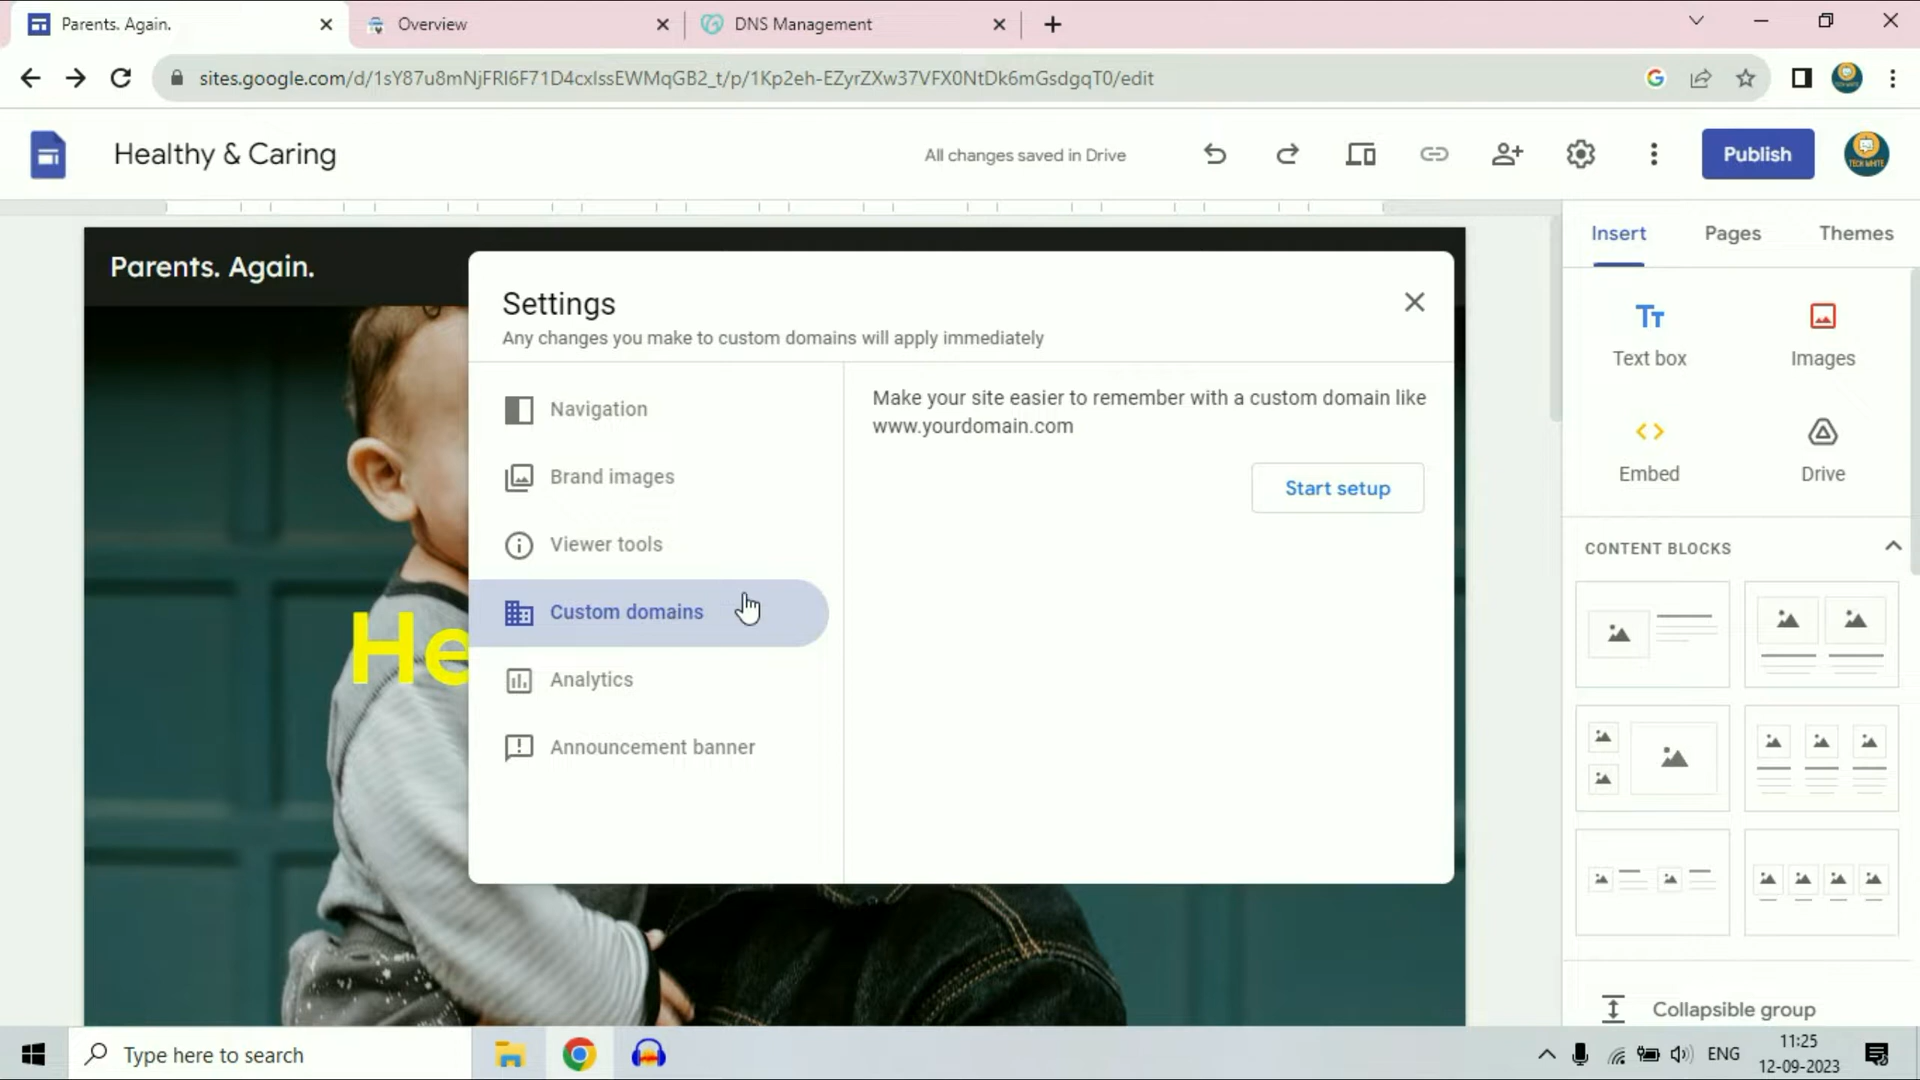 Parents. Again.
Overview
DNS Management
sites.google.com/d/1sY87u8mNjFRI6F71D4cxIssEWMqGB2_t/p/1Kp2eh-EZyrZXw37VFX0NtDk6mGsdgqT0/edit
Healthy & Caring
All changes saved in Drive
Publish
Insert
Pages
Themes
Parents. Again.
Settings
Any changes you make to custom domains will apply immediately
Navigation
Brand images
Viewer tools
Custom domains
Analytics
Announcement banner
Make your site easier to remember with a custom domain like
www.yourdomain.com
Start setup
He
Text box
Images
Embed
Drive
CONTENT BLOCKS
Collapsible group
Type here to search
ENG
11:25
12-09-2023